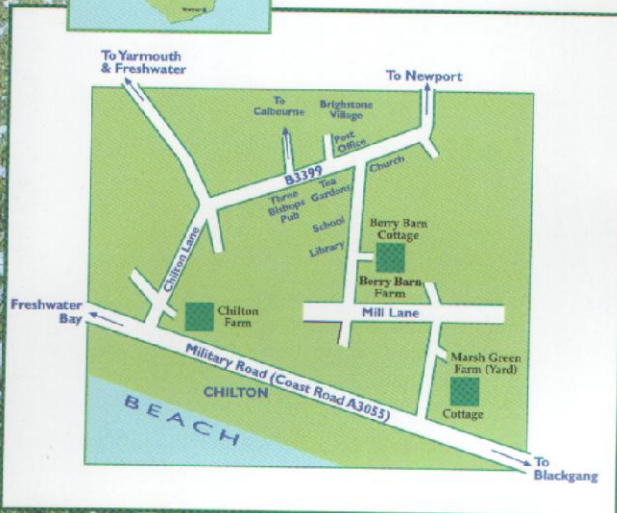 To Yarmouth
& Freshwater
To Newport
To
Calbourne
Brighstone
Village
Post
Office
Church
B3399
Three
Bishops
Pub
Tea
Gardens
School
Library
Berry Barn
Cottage
Berry Barn
Farm
Chilton Lane
Freshwater
Bay
Chilton
Farm
Mill Lane
Military Road (Coast Road A3055)
Marsh Green
Farm (Yard)
Cottage
CHILTON
BEACH
To
Blackgang